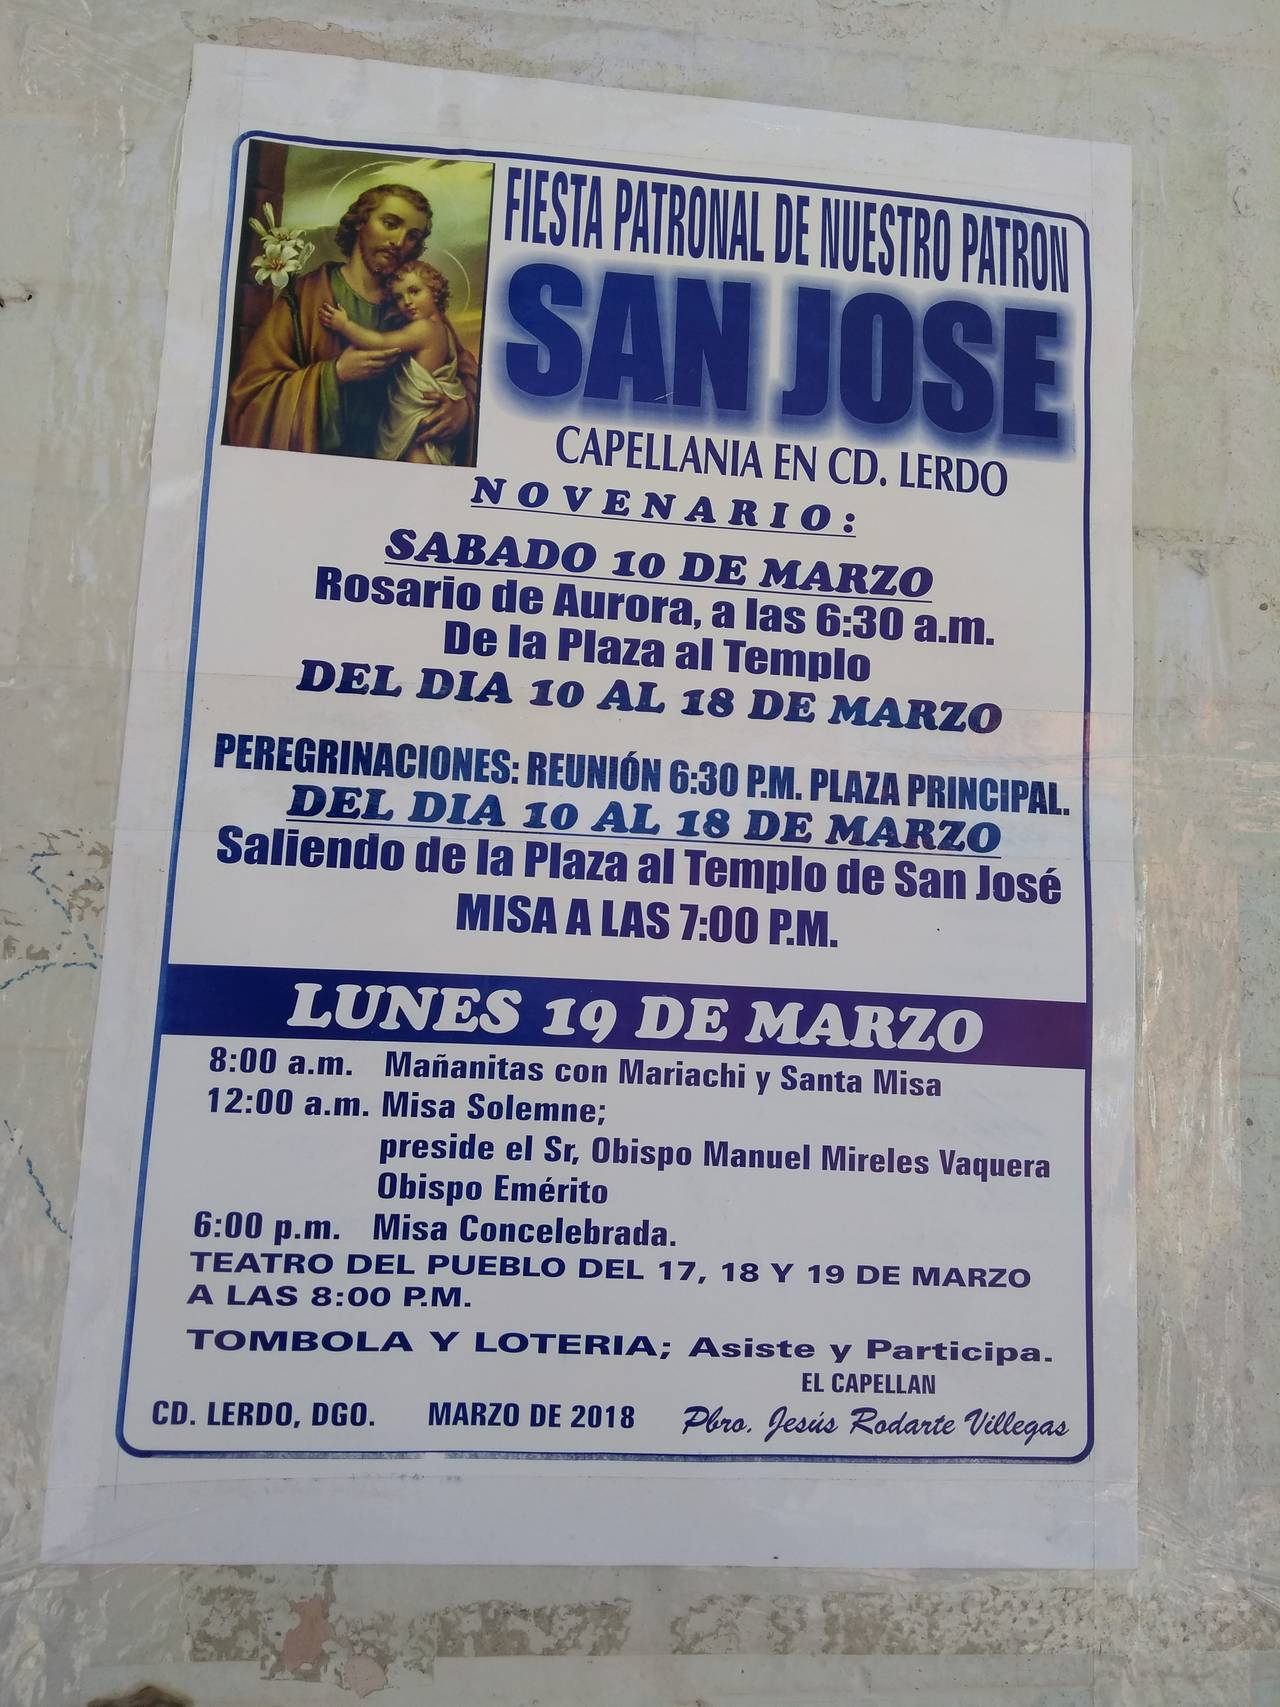 FIESTA PATRONAL DE NUESTRO PATRON
SAN JOSE
CAPELLANIA EN CD. LERDO
NOVENARIO:
SABADO 10 DE MARZO
Rosario de Aurora, a las 6:30 a.m.
De la Plaza al Templo
DEL DIA 10 AL 18 DE MARZO
PEREGRINACIONES: REUNIÓN 6:30 P.M. PLAZA PRINCIPAL.
DEL DIA 10 AL 18 DE MARZO
Saliendo de la Plaza al Templo de San José
MISA A LAS 7:00 P.M.
LUNES 19 DE MARZO
8:00 a.m. Mañanitas con Mariachi y Santa Misa
12:00 a.m. Misa Solemne;
preside el Sr, Obispo Manuel Mireles Vaquera
Obispo Emérito
6:00 p.m. Misa Concelebrada.
TEATRO DEL PUEBLO DEL 17, 18 Y 19 DE MARZO
A LAS 8:00 P.M.
TOMBOLA Y LOTERIA; Asiste y Participa.
EL CAPELLAN
CD. LERDO, DGO. MARZO DE 2018 Pbro. Jesús Rodarte Villegas